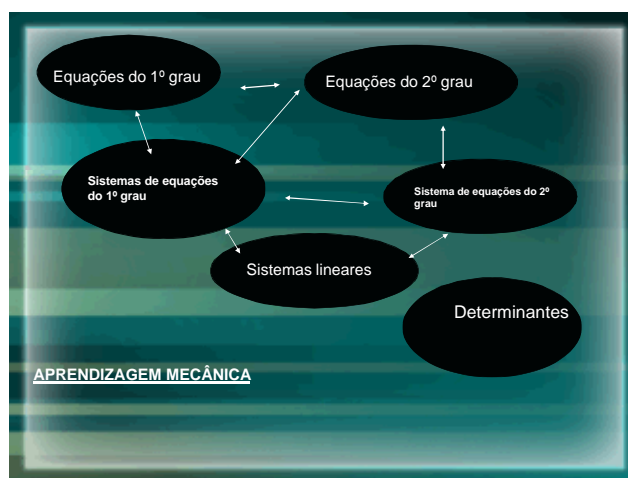 Equações do 1º grau
Equações do 2º grau
Sistemas de equações
do 1º grau
Sistema de equações do 2º
grau
Sistemas lineares
Determinantes
APRENDIZAGEM MECÂNICA